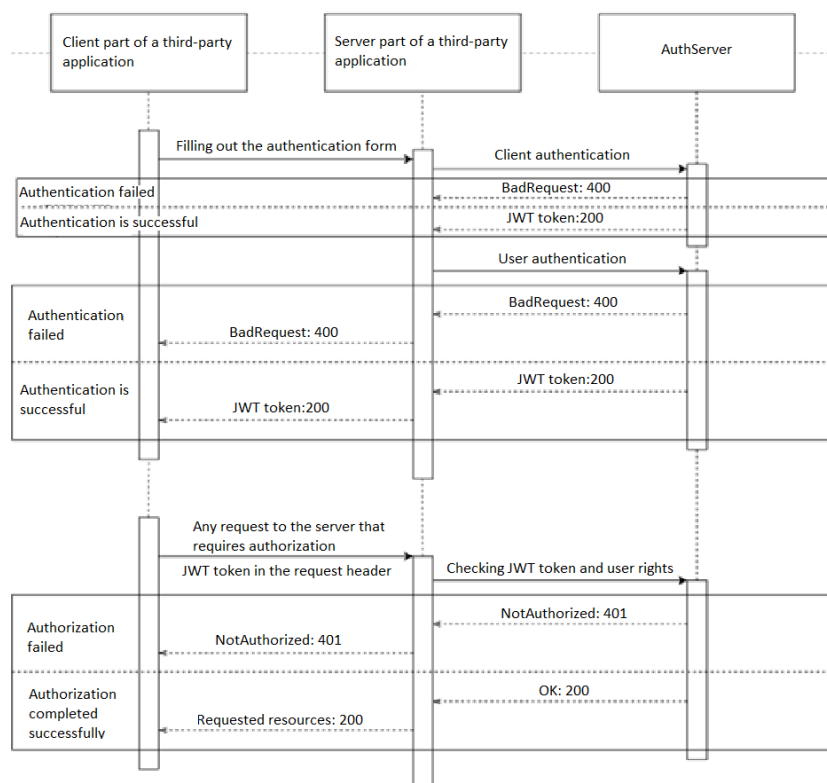 Client part of a third-party
application
Server part of a third-party
application
AuthServer
Filling out the authentication form
Client authentication
Authentication failed
BadRequest: 400
Authentication is successful
JWT token:200
User authentication
Authentication
failed
BadRequest: 400
BadRequest: 400
Authentication is
successful
JWT token:200
JWT token:200
Any request to the server that
requires authorization
JWT token in the request header
Checking JWT token and user rights
Authorization
failed
NotAuthorized: 401
NotAuthorized: 401
Authorization
completed
successfully
OK: 200
Requested resources: 200